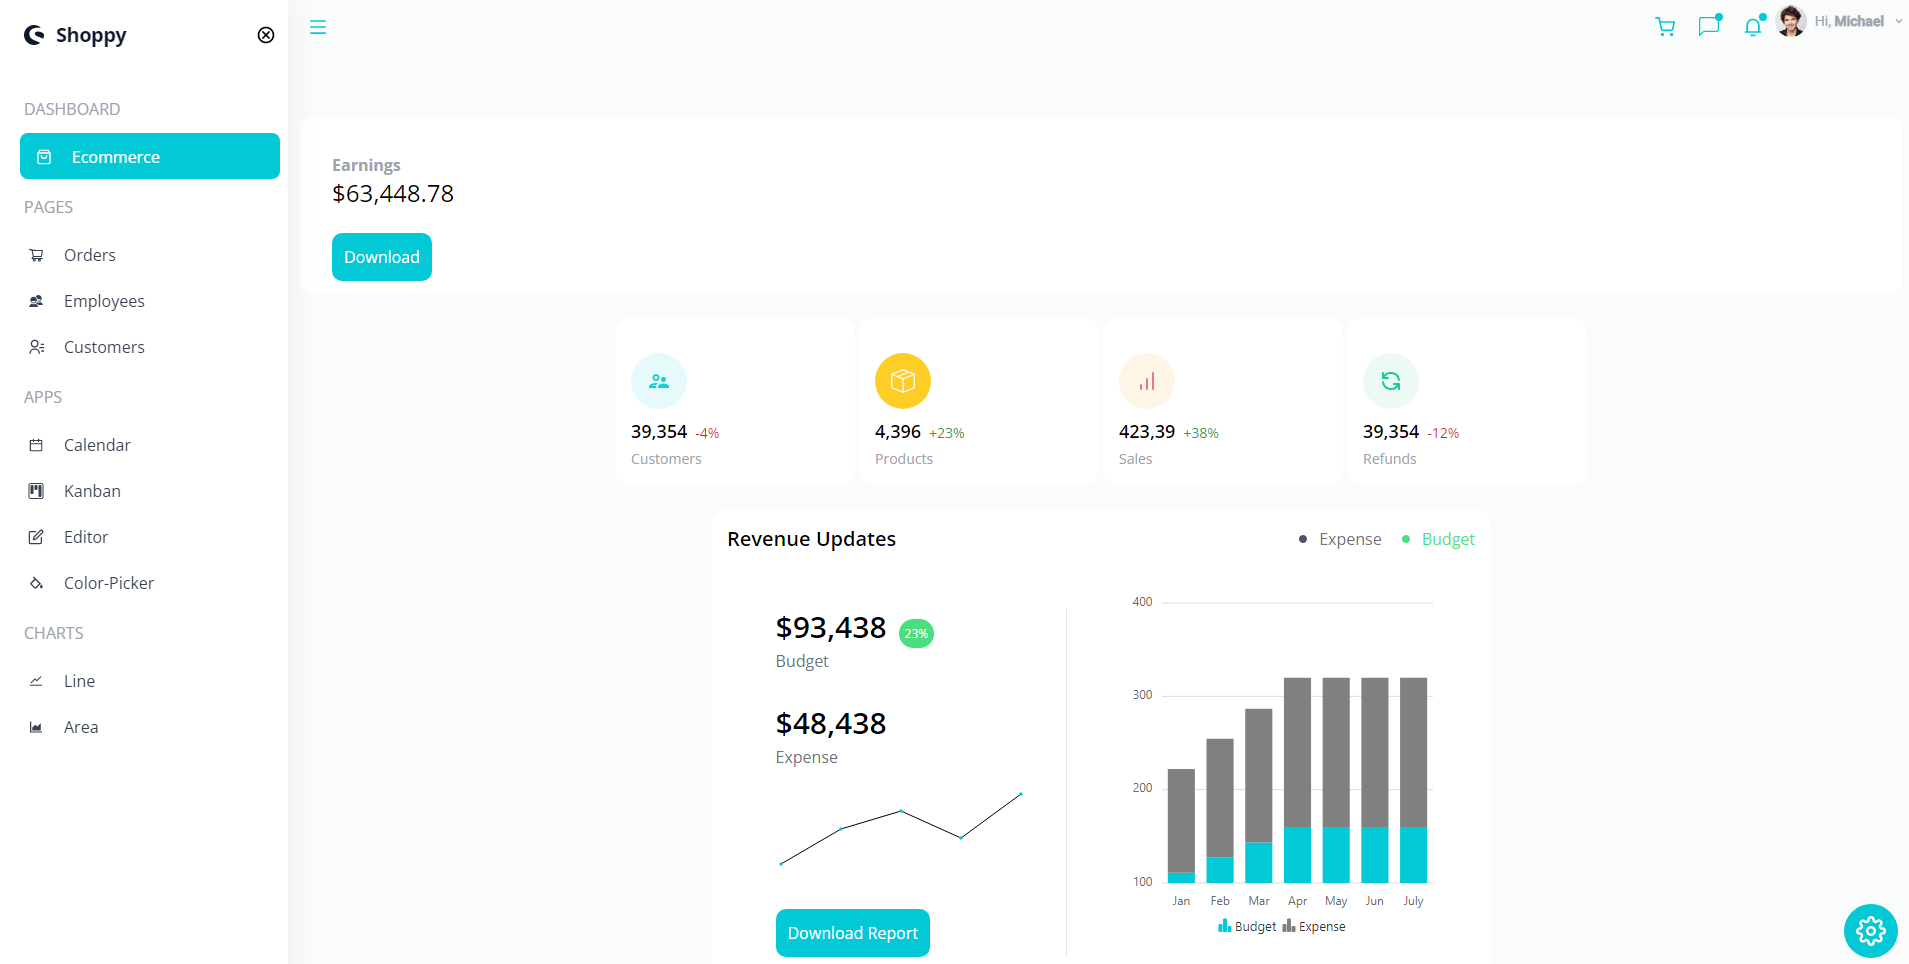 Shoppy
Hi, Michael
DASHBOARD
Ecommerce
PAGES
Orders
Employees
Customers
APPS
Calendar
Kanban
Editor
Color-Picker
CHARTS
Line
Area
Earnings
$63,448.78
Download
39,354 -4%
Customers
4,396 +23%
Products
423,39 +38%
Sales
39,354 -12%
Refunds
Revenue Updates
Expense
Budget
$93,438 23%
Budget
$48,438
Expense
Download Report
400
300
200
100
Jan Feb Mar Apr May Jun July
Budget Expense